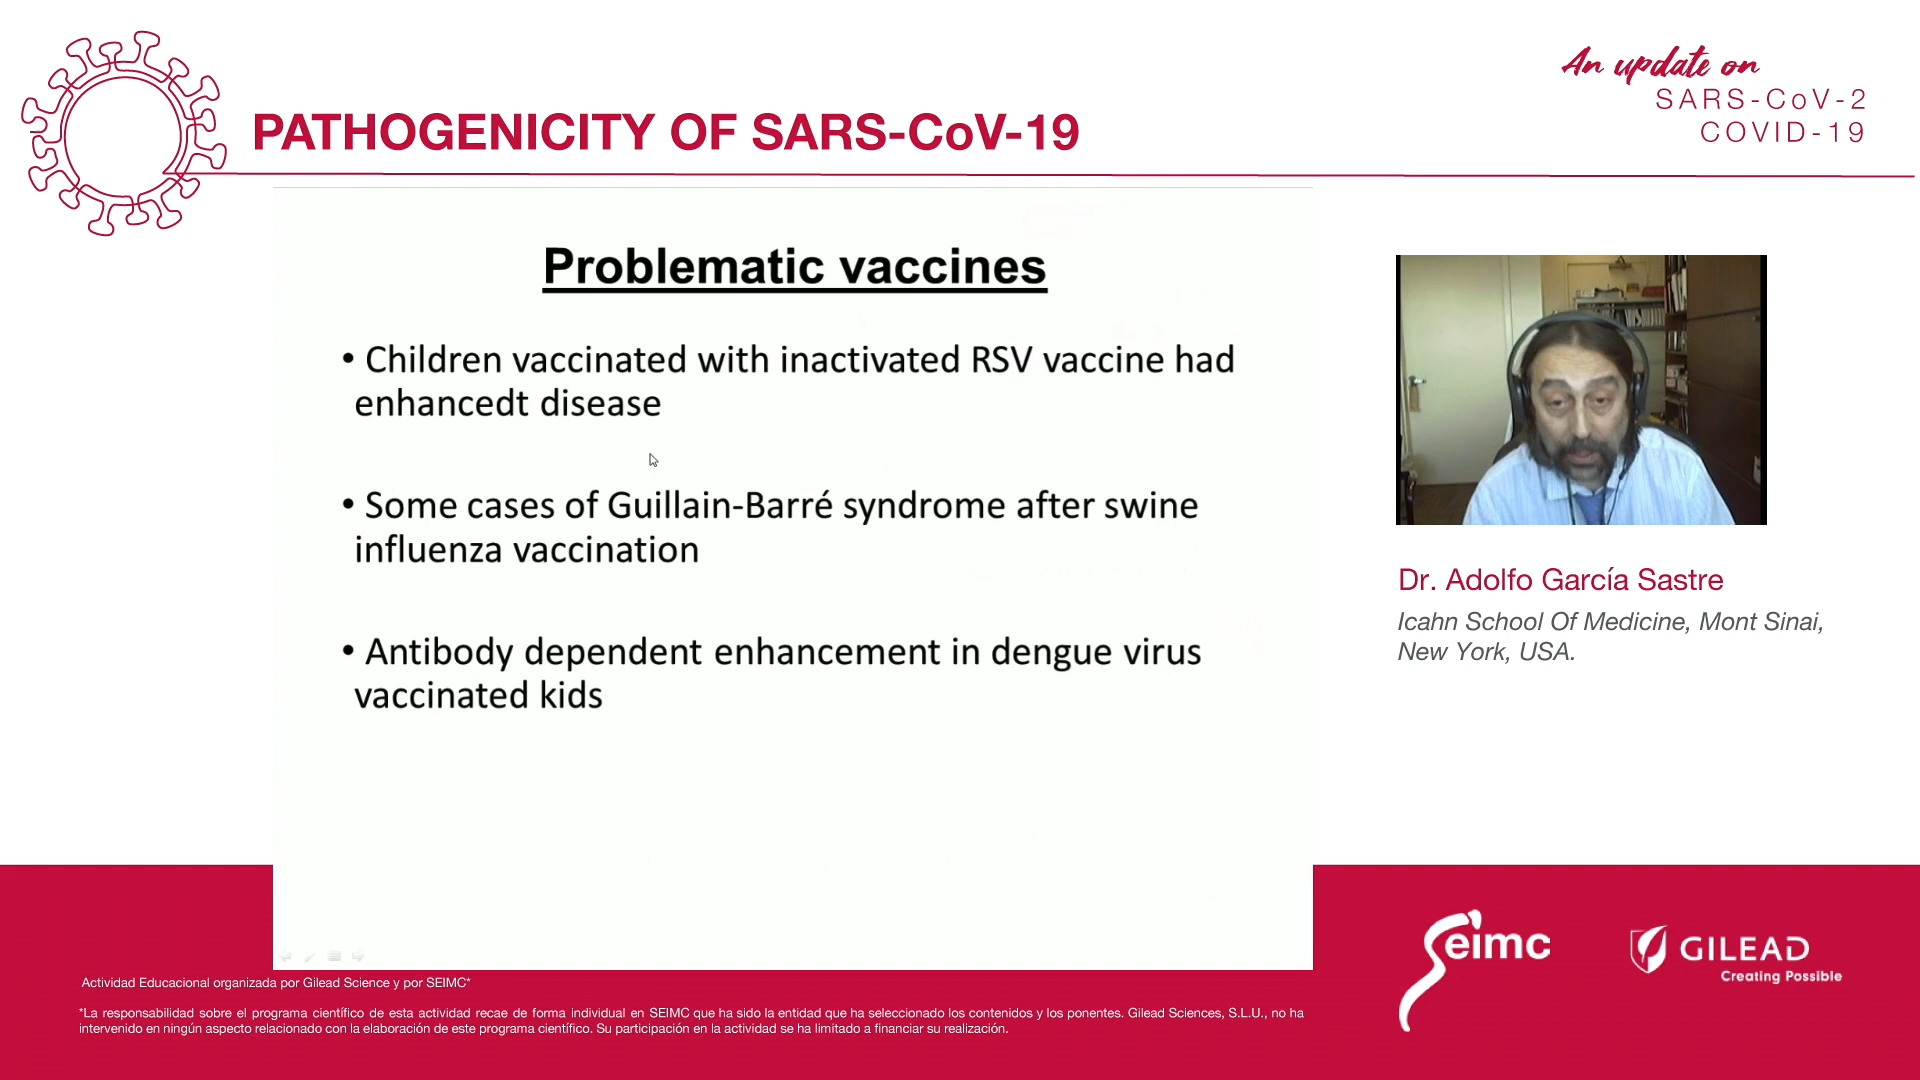 An update on
SARS-CoV-2
COVID-19
PATHOGENICITY OF SARS-CoV-19
Problematic vaccines
• Children vaccinated with inactivated RSV vaccine had
enhancedt disease
• Some cases of Guillain-Barré syndrome after swine
influenza vaccination
• Antibody dependent enhancement in dengue virus
vaccinated kids
Dr. Adolfo García Sastre
Icahn School Of Medicine, Mont Sinai,
New York, USA.
Seimc
GILEAD
Creating Possible
Actividad Educacional organizada por Gilead Science y por SEIMC*
*La responsabilidad sobre el programa científico de esta actividad recae de forma individual en SEIMC que ha sido la entidad que ha seleccionado los contenidos y los ponentes. Gilead Sciences, S.L.U., no ha
intervenido en ningún aspecto relacionado con la elaboración de este programa científico. Su participación en la actividad se ha limitado a financiar su realización.